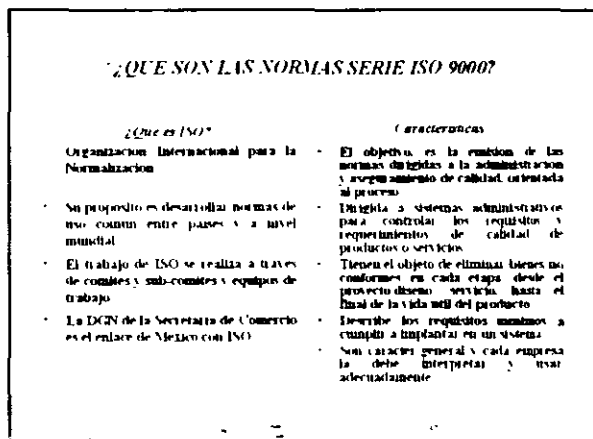 ¿QUE SON LAS NORMAS SERIE ISO 9000?
¿Que es ISO?
Organizacion Internacional para la
Normalizacion
· Su proposito es desarrollar normas de
uso comun entre paises y a nivel
mundial
· El trabajo de ISO se realiza a traves
de comites y sub-comites y equipos de
trabajo
· La DGN de la Secretaria de Comercio
es el enlace de Mexico con ISO
Caracteristicas
· El objetivo, es la emision de las
normas dirigidas a la administracion
y aseguramiento de calidad, orientada
al proceso
· Dirigida a sistemas administrativos
para controlar los requisitos y
requerimientos de calidad de
productos o servicios
· Tienen el objeto de eliminar bienes no
conformes en cada etapa desde el
proyecto diseno, servicio, hasta el
final de la vida util del producto
· Describe los requisitos minimos a
cumplir a implantar en un sistema
· Son caracter general y cada empresa
la debe interpretar y usar
adecuadamente